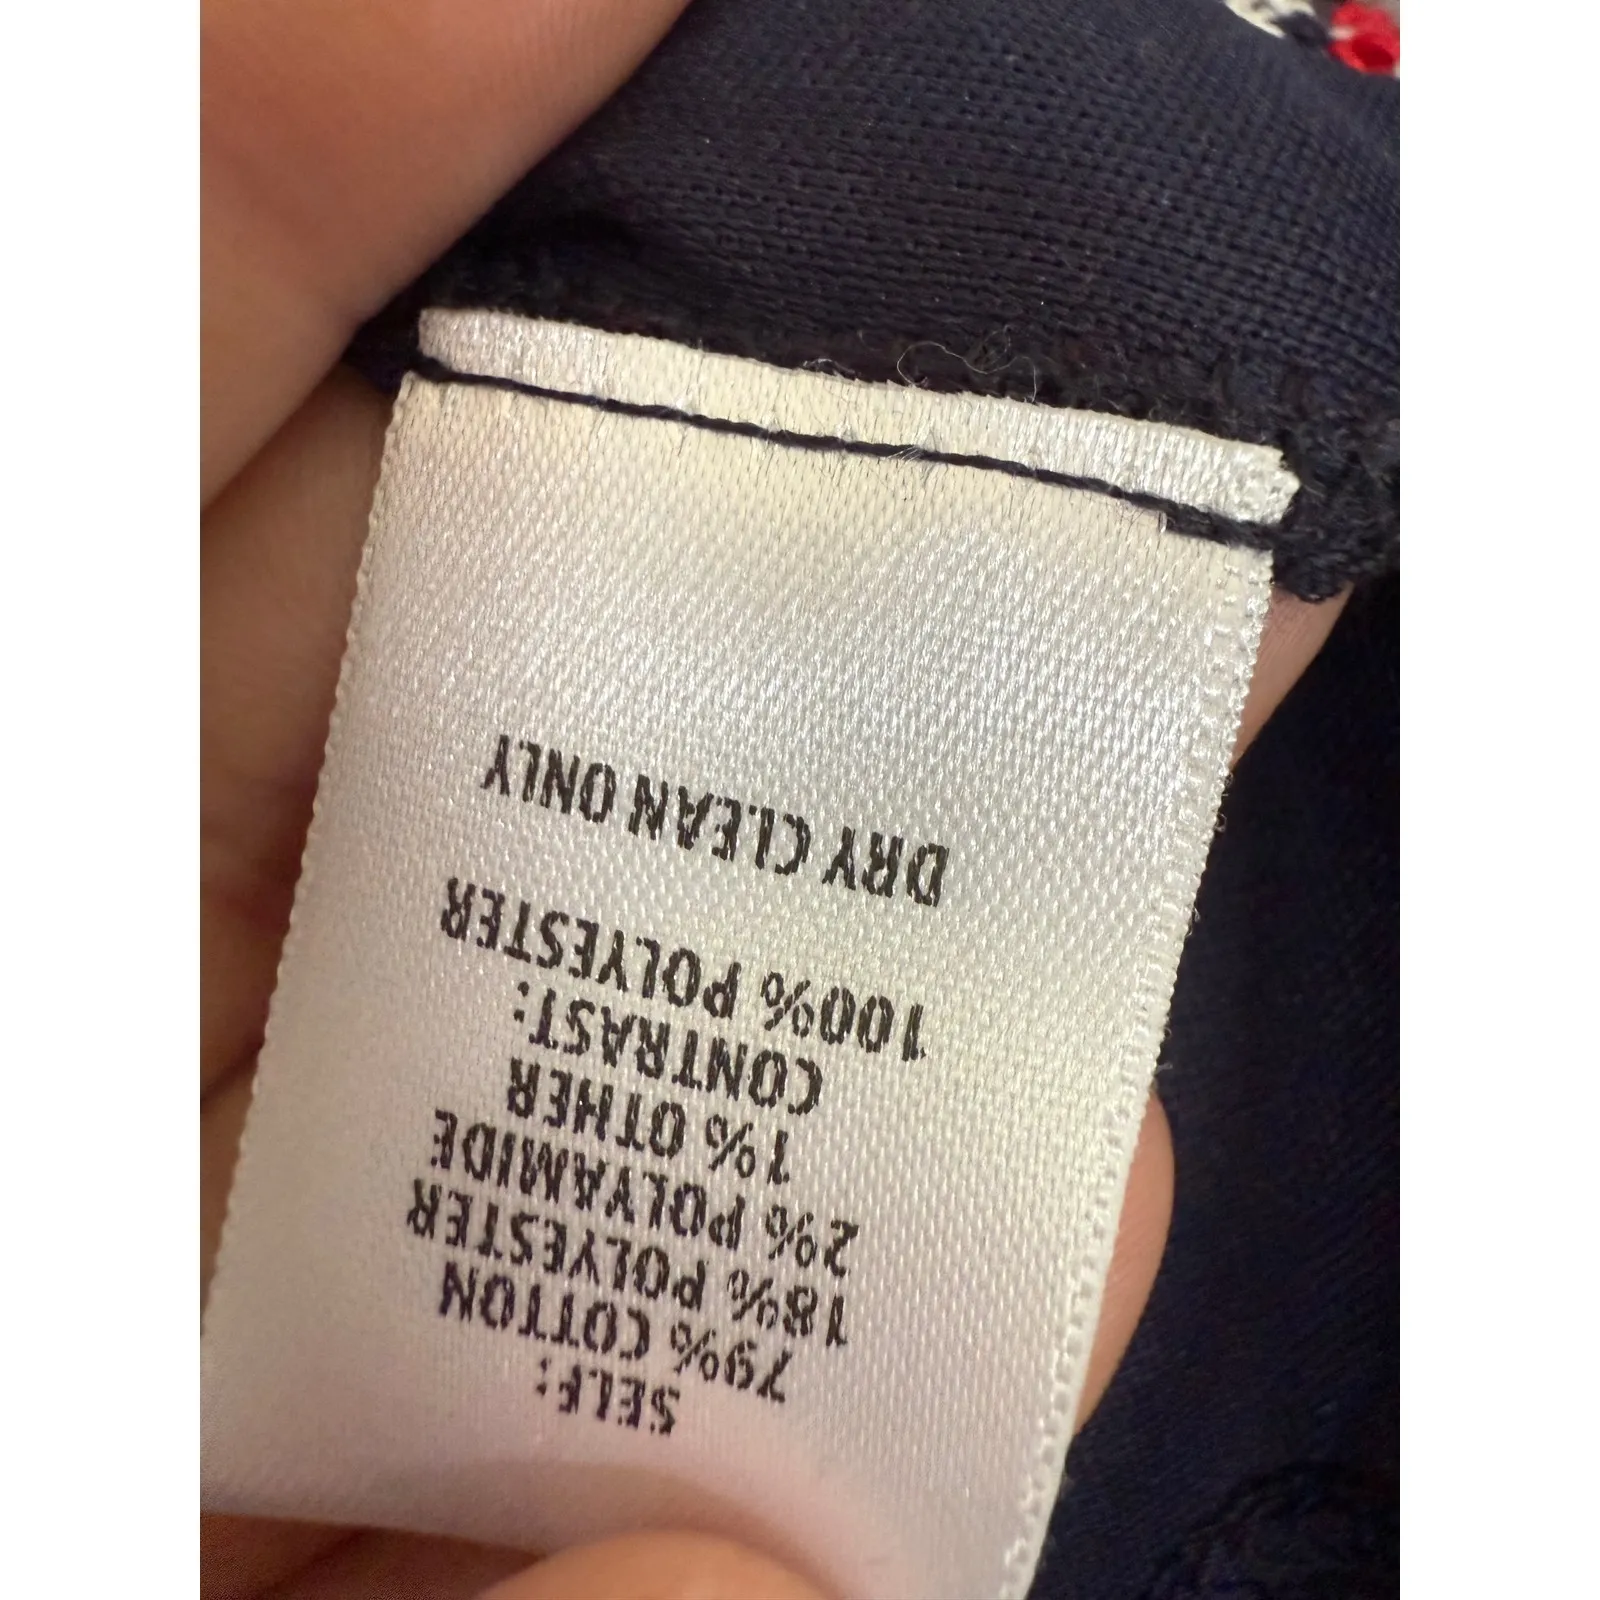 SELF:
79% COTTON
18% POLYESTER
2% POLYAMIDE
1% OTHER
CONTRAST:
100% POLYESTER
DRY CLEAN ONLY